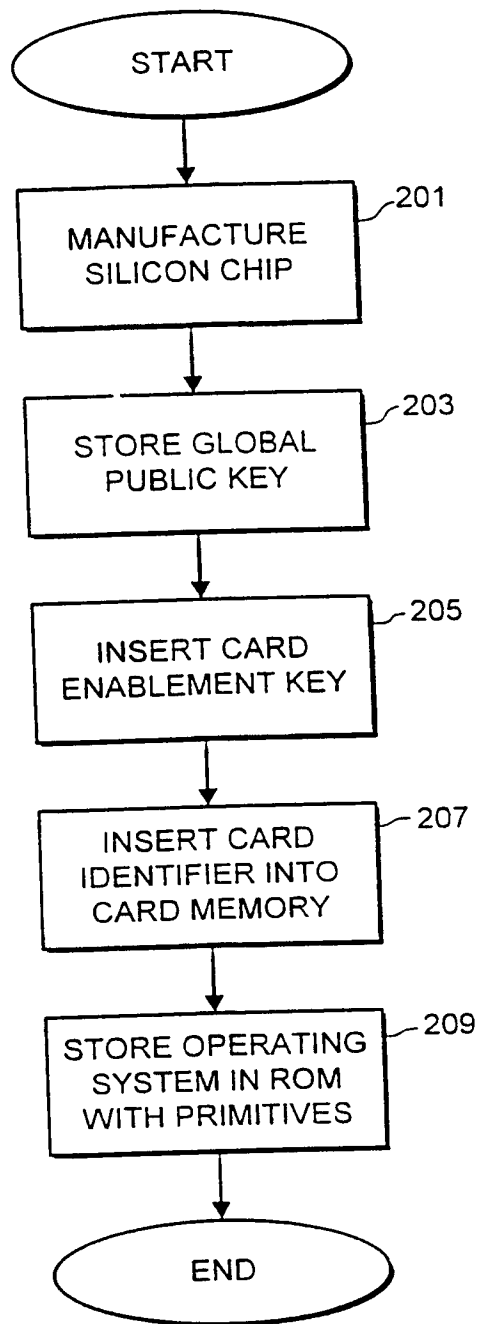 START
201
MANUFACTURE
SILICON CHIP
203
STORE GLOBAL
PUBLIC KEY
205
INSERT CARD
ENABLEMENT KEY
207
INSERT CARD
IDENTIFIER INTO
CARD MEMORY
209
STORE OPERATING
SYSTEM IN ROM
WITH PRIMITIVES
END